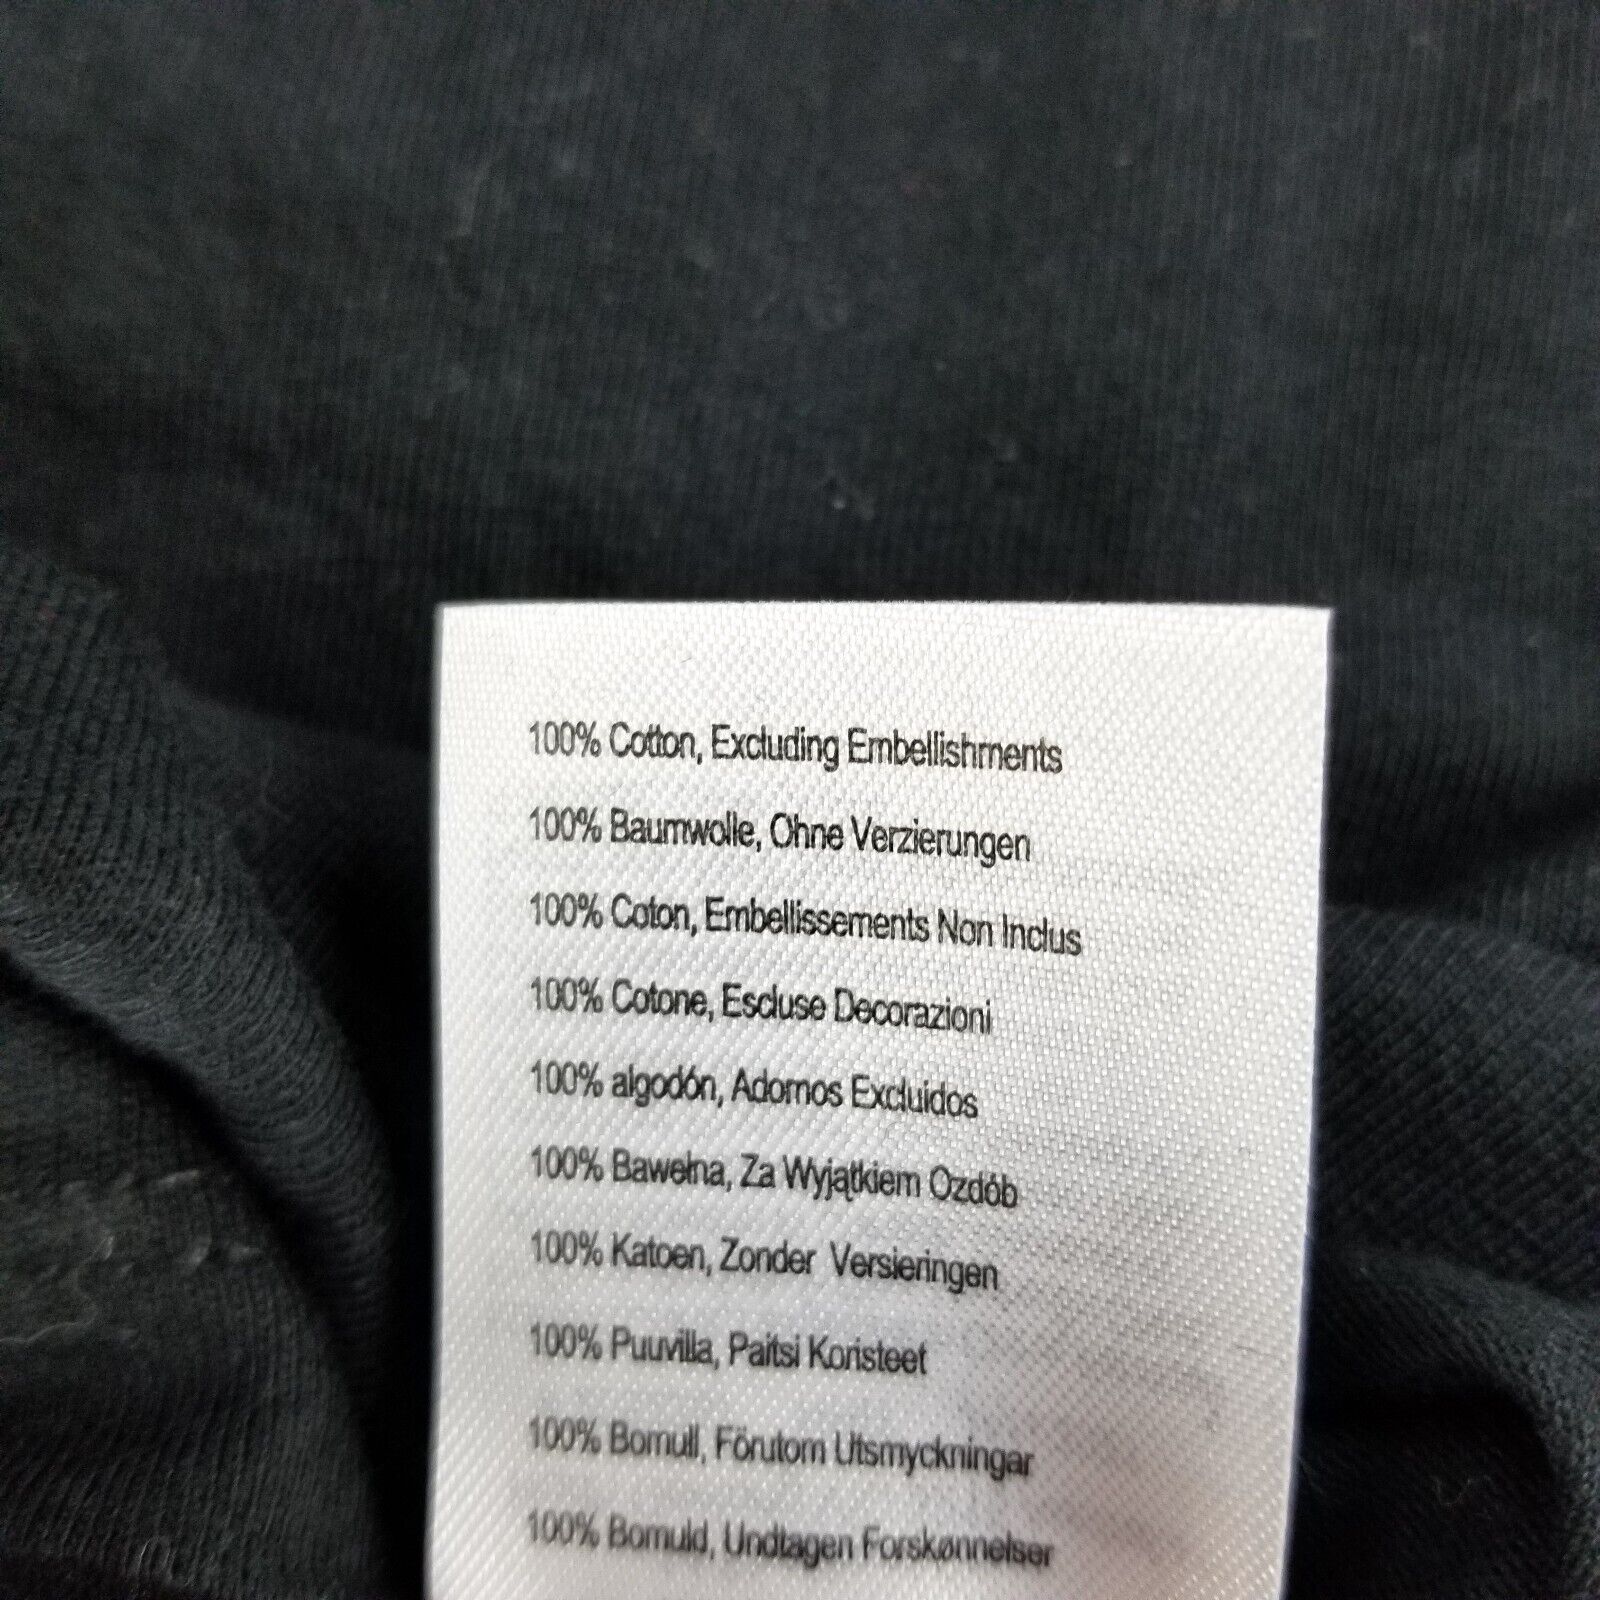 100% Cotton, Excluding Embellishments
100% Baumwolle, Ohne Verzierungen
100% Coton, Embellissements Non Inclus
100% Cotone, Escluse Decorazioni
100% algodón, Adornos Excluidos
100% Bawełna, Za Wyjątkiem Ozdób
100% Katoen, Zonder Versieringen
100% Puuvilla, Paitsi Koristeet
100% Bomull, Förutom Utsmyckningar
100% Bomuld, Undtagen Forskønnelser